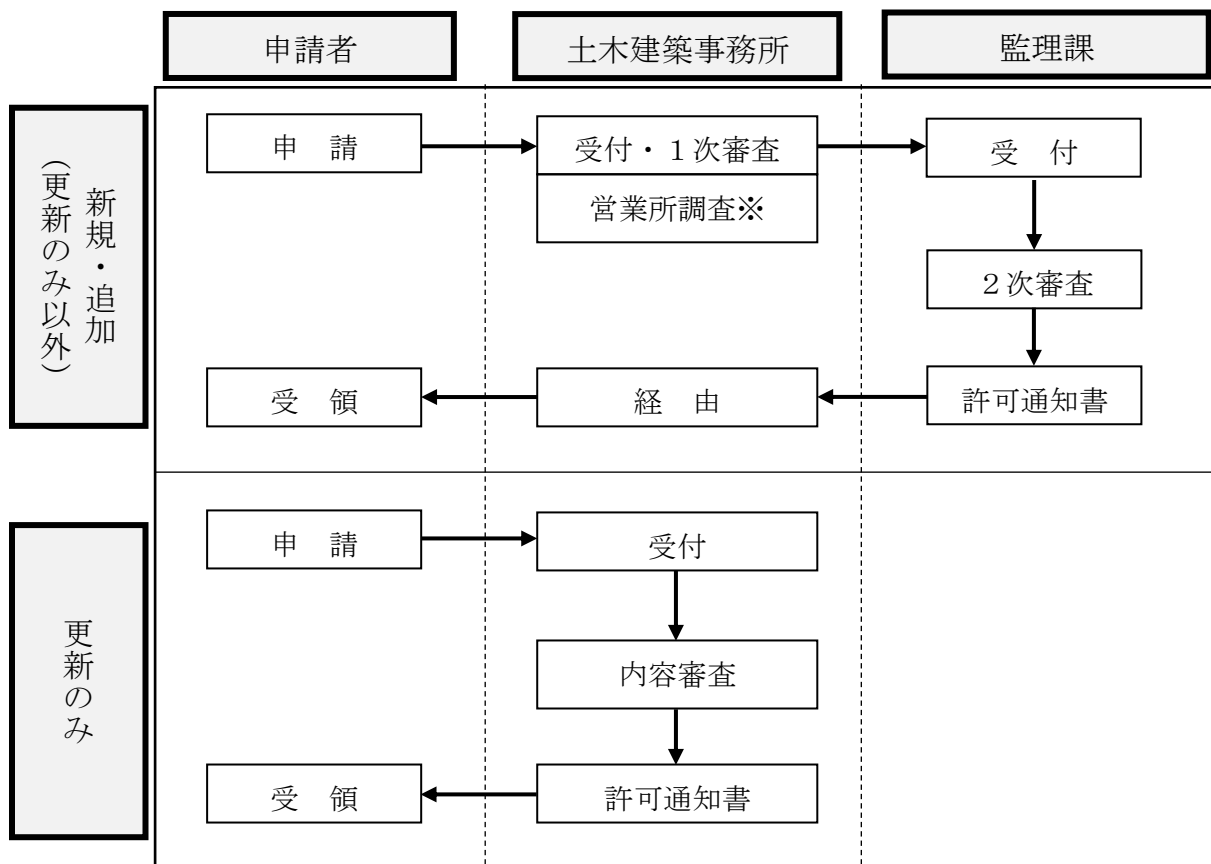 申請者
土木建築事務所
監理課
新規・追加
(更新のみ以外)
申　請
受付・１次審査
受　付
営業所調査※
２次審査
受　領
経　由
許可通知書
更新のみ
申　請
受付
内容審査
受　領
許可通知書